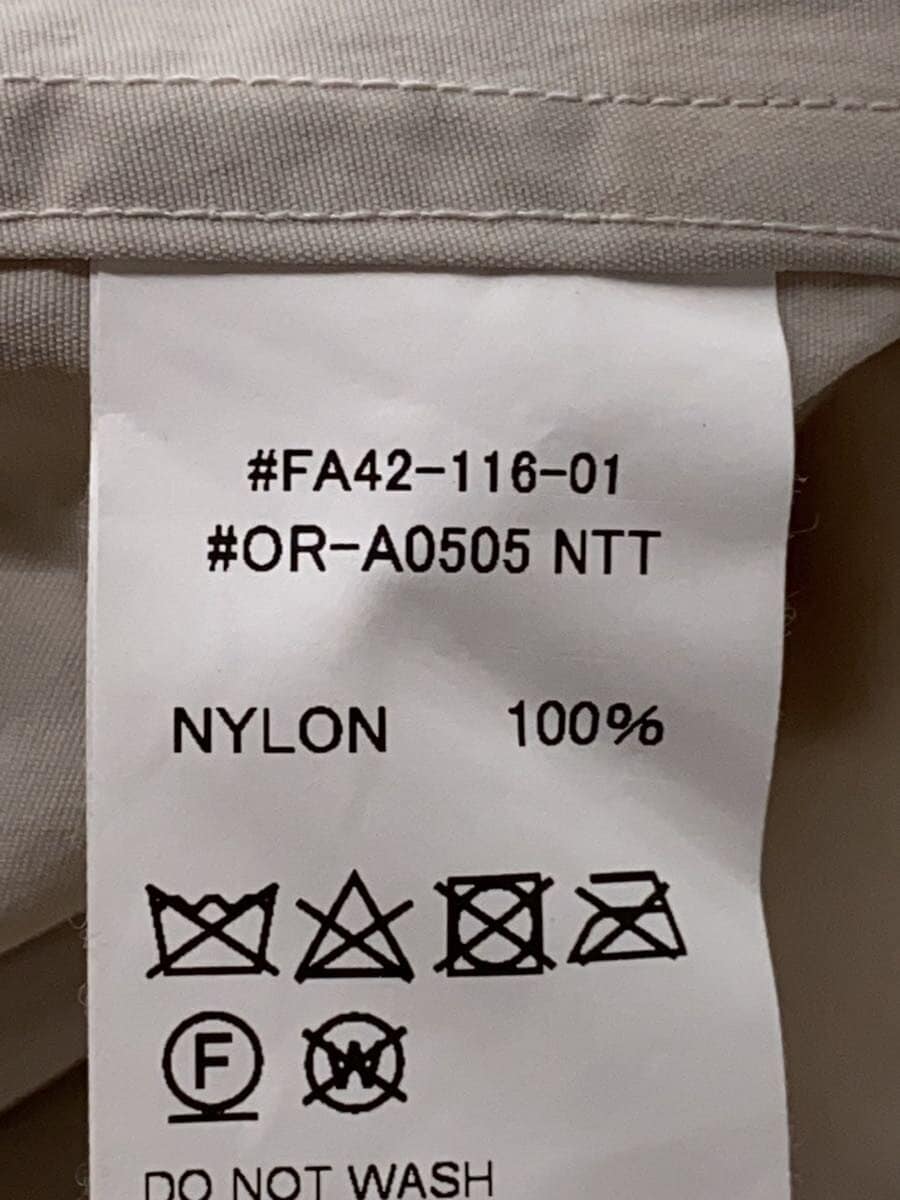 #FA42-116-01
#OR-A0505 NTT
NYLON 100%
F W
DO NOT WASH